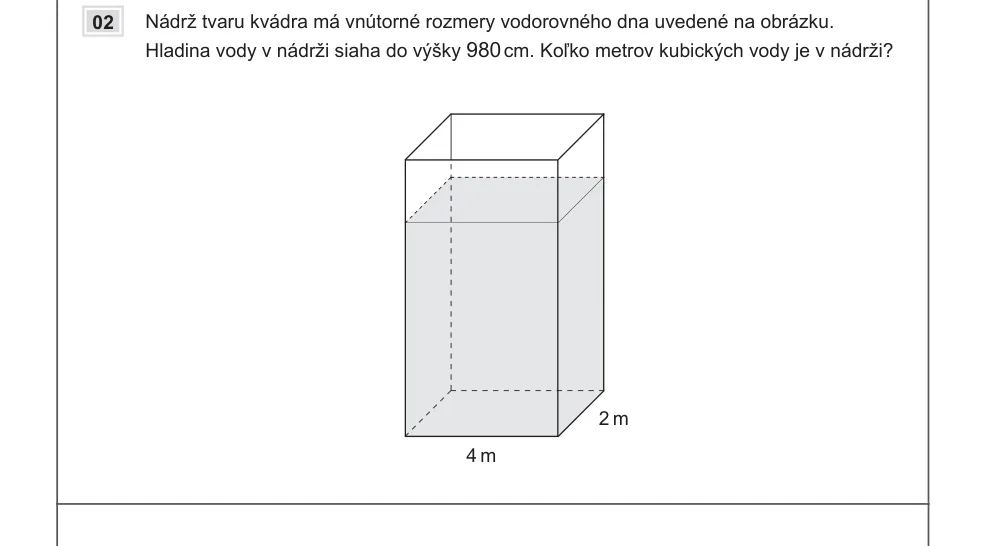 02
Nádrž tvaru kvádra má vnútorné rozmery vodorovného dna uvedené na obrázku.
Hladina vody v nádrži siaha do výšky 980 cm. Koľko metrov kubických vody je v nádrži?
2 m
4 m